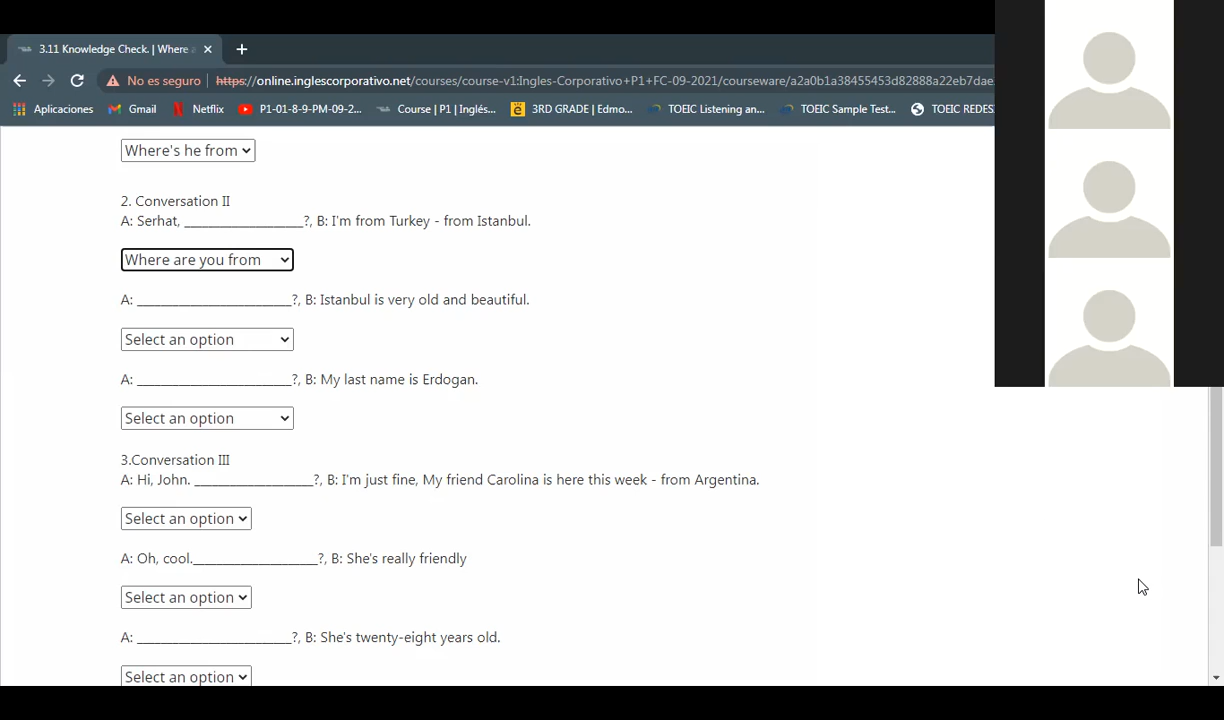 3.11 Knowledge Check. | Where a
No es seguro
https://online.inglescorporativo.net/courses/course-v1:Ingles-Corporativo+P1+FC-09-2021/courseware/a2a0b1a38455453d82888a22eb7dae
Aplicaciones Gmail Netflix P1-01-8-9-PM-09-2... Course | P1 | Inglés... 3RD GRADE | Edmo... TOEIC Listening an... TOEIC Sample Test... TOEIC REDES
Where's he from
2. Conversation II
A: Serhat, ____________________?, B: I'm from Turkey - from Istanbul.
Where are you from
A: __________________________?, B: Istanbul is very old and beautiful.
Select an option
A: __________________________?, B: My last name is Erdogan.
Select an option
3.Conversation III
A: Hi, John. ____________________?, B: I'm just fine, My friend Carolina is here this week - from Argentina.
Select an option
A: Oh, cool._____________________?, B: She's really friendly
Select an option
A: __________________________?, B: She's twenty-eight years old.
Select an option